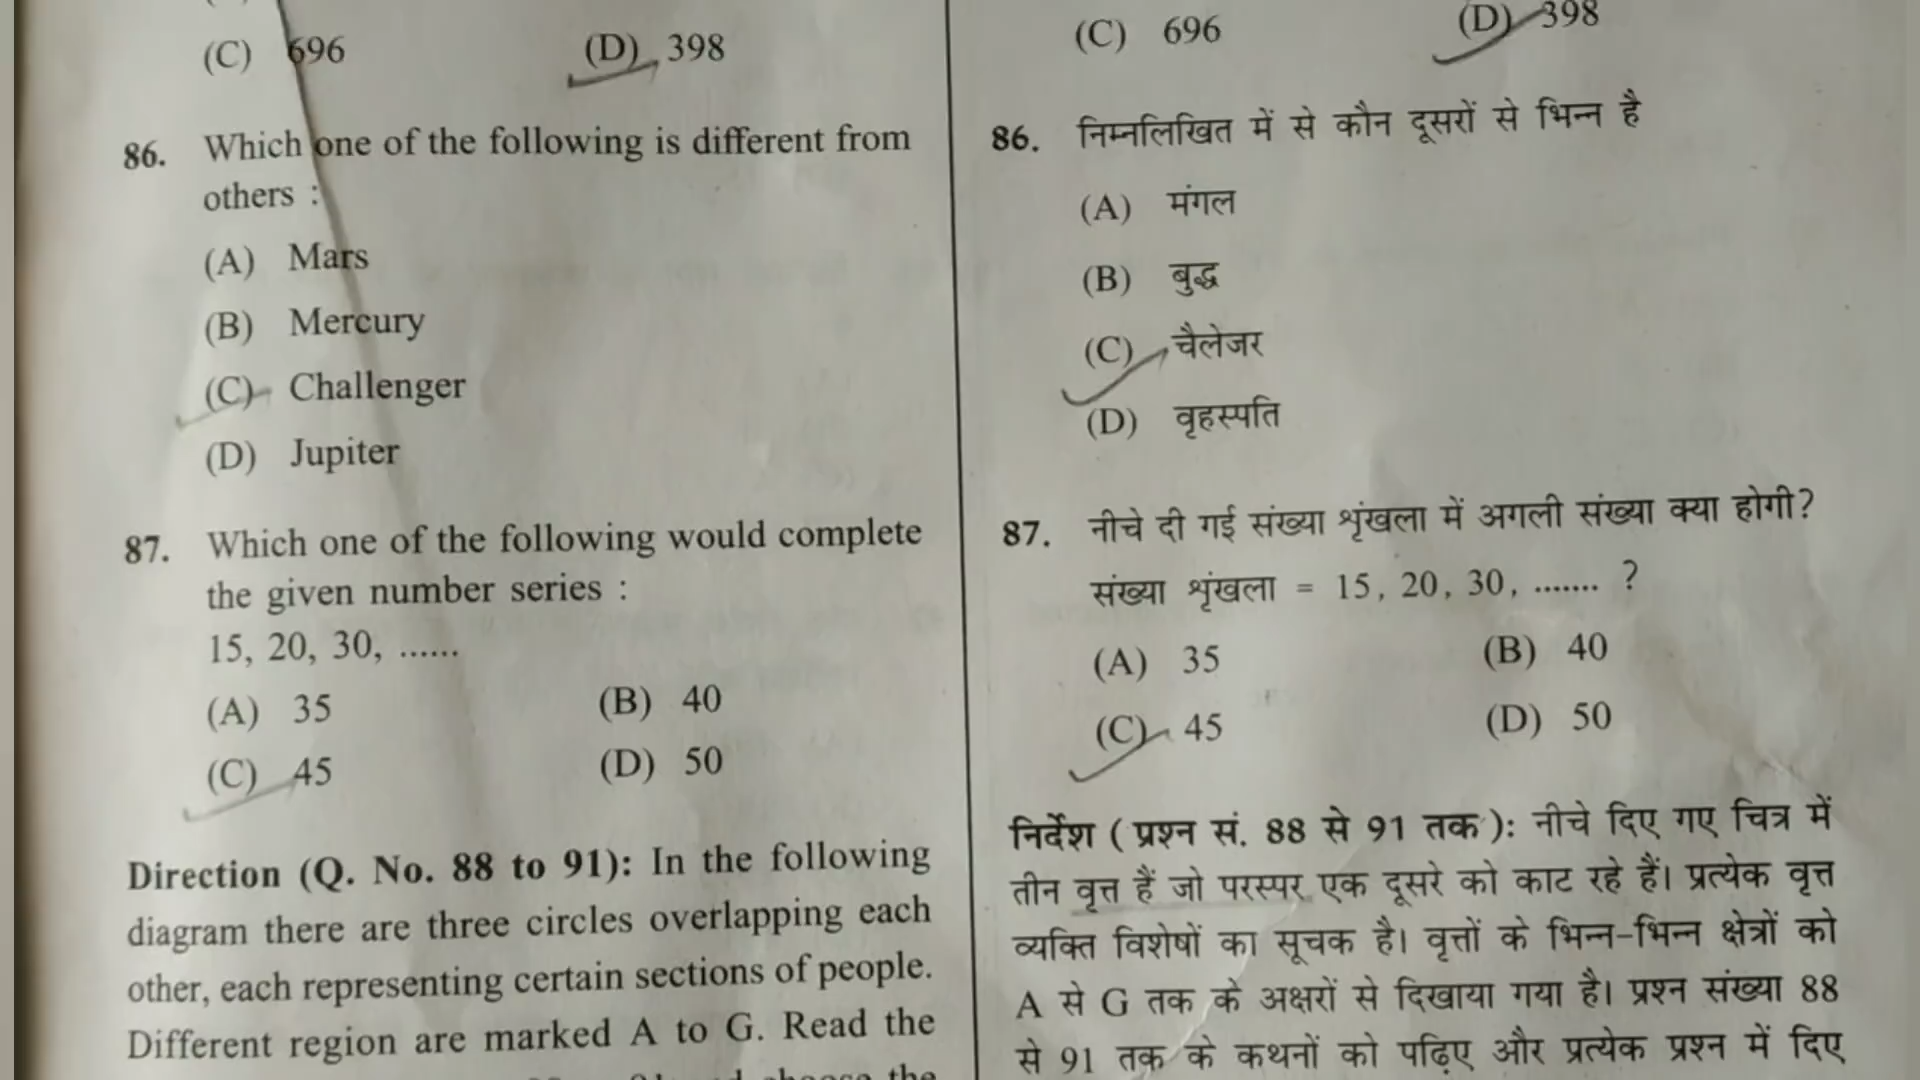 (C) 696 (D) 398
86. Which one of the following is different from
others :
(A) Mars
(B) Mercury
(C) Challenger
(D) Jupiter
87. Which one of the following would complete
the given number series :
15, 20, 30, ......
(A) 35 (B) 40
(C) 45 (D) 50
Direction (Q. No. 88 to 91): In the following
diagram there are three circles overlapping each
other, each representing certain sections of people.
Different region are marked A to G. Read the
(C) 696 (D) 398
86. निम्नलिखित में से कौन दूसरों से भिन्न है
(A) मंगल
(B) बुद्ध
(C) चैलेजर
(D) वृहस्पति
87. नीचे दी गई संख्या शृंखला में अगली संख्या क्या होगी?
संख्या शृंखला = 15, 20, 30, ....... ?
(A) 35 (B) 40
(C) 45 (D) 50
निर्देश ( प्रश्न सं. 88 से 91 तक ): नीचे दिए गए चित्र में
तीन वृत्त हैं जो परस्पर एक दूसरे को काट रहे हैं। प्रत्येक वृत्त
व्यक्ति विशेषों का सूचक है। वृत्तों के भिन्न-भिन्न क्षेत्रों को
A से G तक के अक्षरों से दिखाया गया है। प्रश्न संख्या 88
से 91 तक के कथनों को पढ़िए और प्रत्येक प्रश्न में दिए